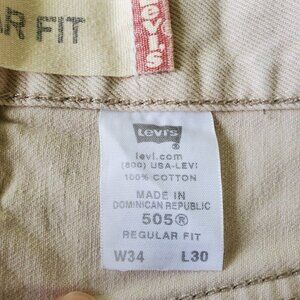 AR FIT
Levi's
LEVI'S
®
levi.com
(800) USA-LEVI
100% COTTON
MADE IN
DOMINICAN REPUBLIC
505®
REGULAR FIT
W34 L30